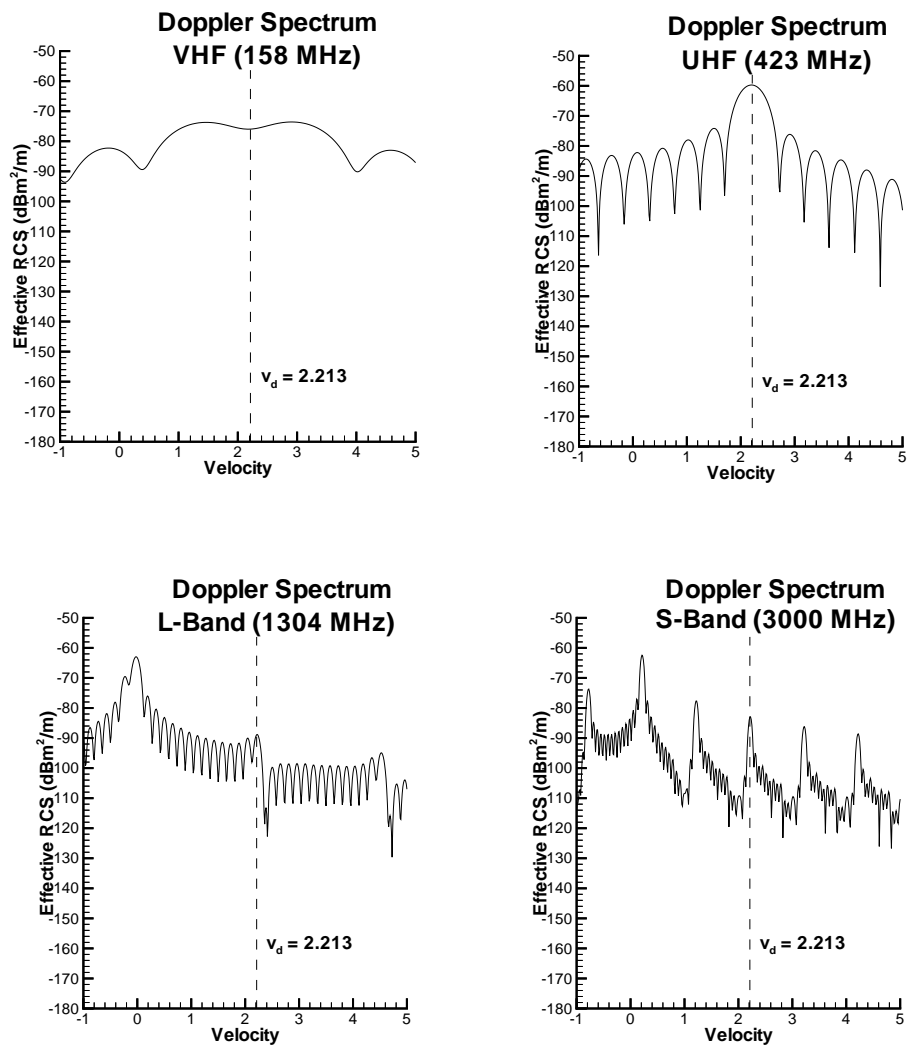 Doppler Spectrum
VHF (158 MHz)
Effective RCS (dBm²/m)
-50
-60
-70
-80
-90
-100
-110
-120
-130
-140
-150
-160
-170
-180
v_d = 2.213
-1 0 1 2 3 4 5
Velocity
Doppler Spectrum
UHF (423 MHz)
Effective RCS (dBm²/m)
-50
-60
-70
-80
-90
-100
-110
-120
-130
-140
-150
-160
-170
-180
v_d = 2.213
-1 0 1 2 3 4 5
Velocity
Doppler Spectrum
L-Band (1304 MHz)
Effective RCS (dBm²/m)
-50
-60
-70
-80
-90
-100
-110
-120
-130
-140
-150
-160
-170
-180
v_d = 2.213
-1 0 1 2 3 4 5
Velocity
Doppler Spectrum
S-Band (3000 MHz)
Effective RCS (dBm²/m)
-50
-60
-70
-80
-90
-100
-110
-120
-130
-140
-150
-160
-170
-180
v_d = 2.213
-1 0 1 2 3 4 5
Velocity